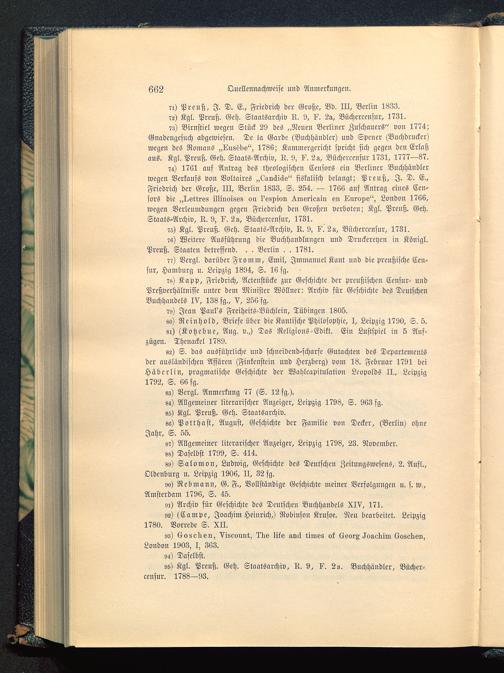 662 Quellennachweise und Anmerkungen.
71) Preuß, J. D. E., Friedrich der Große, Bd. III, Berlin 1833.
72) Kgl. Preuß. Geh. Staatsarchiv R. 9, F. 2a, Büchercensur, 1731.
73) Bienstiel wegen Stück 29 des „Neuen Berliner Zuschauers“ von 1774;
Gnadengesuch abgewiesen. De la Garde (Buchhändler) und Spener (Buchdrucker)
wegen des Romans „Eusèbe“, 1786; Kammergericht spricht sich gegen den Erlaß
aus. Kgl. Preuß. Geh. Staats-Archiv, R. 9, F. 2a, Büchercensur 1731, 1777—87.
74) 1761 auf Antrag des theologischen Censors ein Berliner Buchhändler
wegen Verkaufs von Voltaires „Candide“ fiskalisch belangt; Preuß, J. D. E.,
Friedrich der Große, III, Berlin 1833, S. 254. — 1766 auf Antrag eines Cen-
sors die „Lettres Illinoises ou l'espion Americain en Europe“, London 1766,
wegen Verleumdungen gegen Friedrich den Großen verboten; Kgl. Preuß. Geh.
Staats-Archiv, R. 9, F. 2a, Büchercensur, 1731.
75) Kgl. Preuß. Geh. Staats-Archiv, R. 9, F. 2a, Büchercensur, 1731.
76) Weitere Ausführung die Buchhandlungen und Druckereyen in Königl.
Preuß. Staaten betreffend. . . Berlin . . 1781.
77) Vergl. darüber Fromm, Emil, Immanuel Kant und die preußische Cen-
sur, Hamburg u. Leipzig 1894, S. 16 fg.
78) Kapp, Friedrich, Actenstücke zur Geschichte der preußischen Censur- und
Preßverhältnisse unter dem Minister Wöllner: Archiv für Geschichte des Deutschen
Buchhandels IV, 138 fg., V, 256 fg.
79) Jean Paul's Freiheits-Büchlein, Tübingen 1805.
80) Reinhold, Briefe über die Kantische Philosophie, I, Leipzig 1790, S. 5.
81) (Kotzebue, Aug. v.,) Das Religions-Edikt. Ein Lustspiel in 5 Auf-
zügen. Thenackel 1789.
82) S. das ausführliche und schneidendscharfe Gutachten des Departements
der ausländischen Affären (Finkenstein und Herzberg) vom 18. Februar 1791 bei
Häberlin, pragmatische Geschichte der Wahlcapitulation Leopolds II., Leipzig
1792, S. 66 fg.
83) Vergl. Anmerkung 77 (S. 12 fg.).
84) Allgemeiner literarischer Anzeiger, Leipzig 1798, S. 963 fg.
85) Kgl. Preuß. Geh. Staatsarchiv.
86) Potthast, August, Geschichte der Familie von Decker, (Berlin) ohne
Jahr, S. 55.
87) Allgemeiner literarischer Anzeiger, Leipzig 1798, 23. November.
88) Daselbst 1799, S. 414.
89) Salomon, Ludwig, Geschichte des Deutschen Zeitungswesens, 2. Aufl.,
Oldenburg u. Leipzig 1906, II, 32 fg.
90) Rebmann, G. F., Vollständige Geschichte meiner Verfolgungen u. s. w.,
Amsterdam 1796, S. 45.
91) Archiv für Geschichte des Deutschen Buchhandels XIV, 171.
92) (Campe, Joachim Heinrich,) Robinson Krusoe. Neu bearbeitet. Leipzig
1780. Vorrede S. XII.
93) Goschen, Viscount, The life and times of Georg Joachim Goschen,
London 1903, I, 363.
94) Daselbst.
95) Kgl. Preuß. Geh. Staatsarchiv, R. 9, F. 2a. Buchhändler, Bücher-
censur. 1788—93.